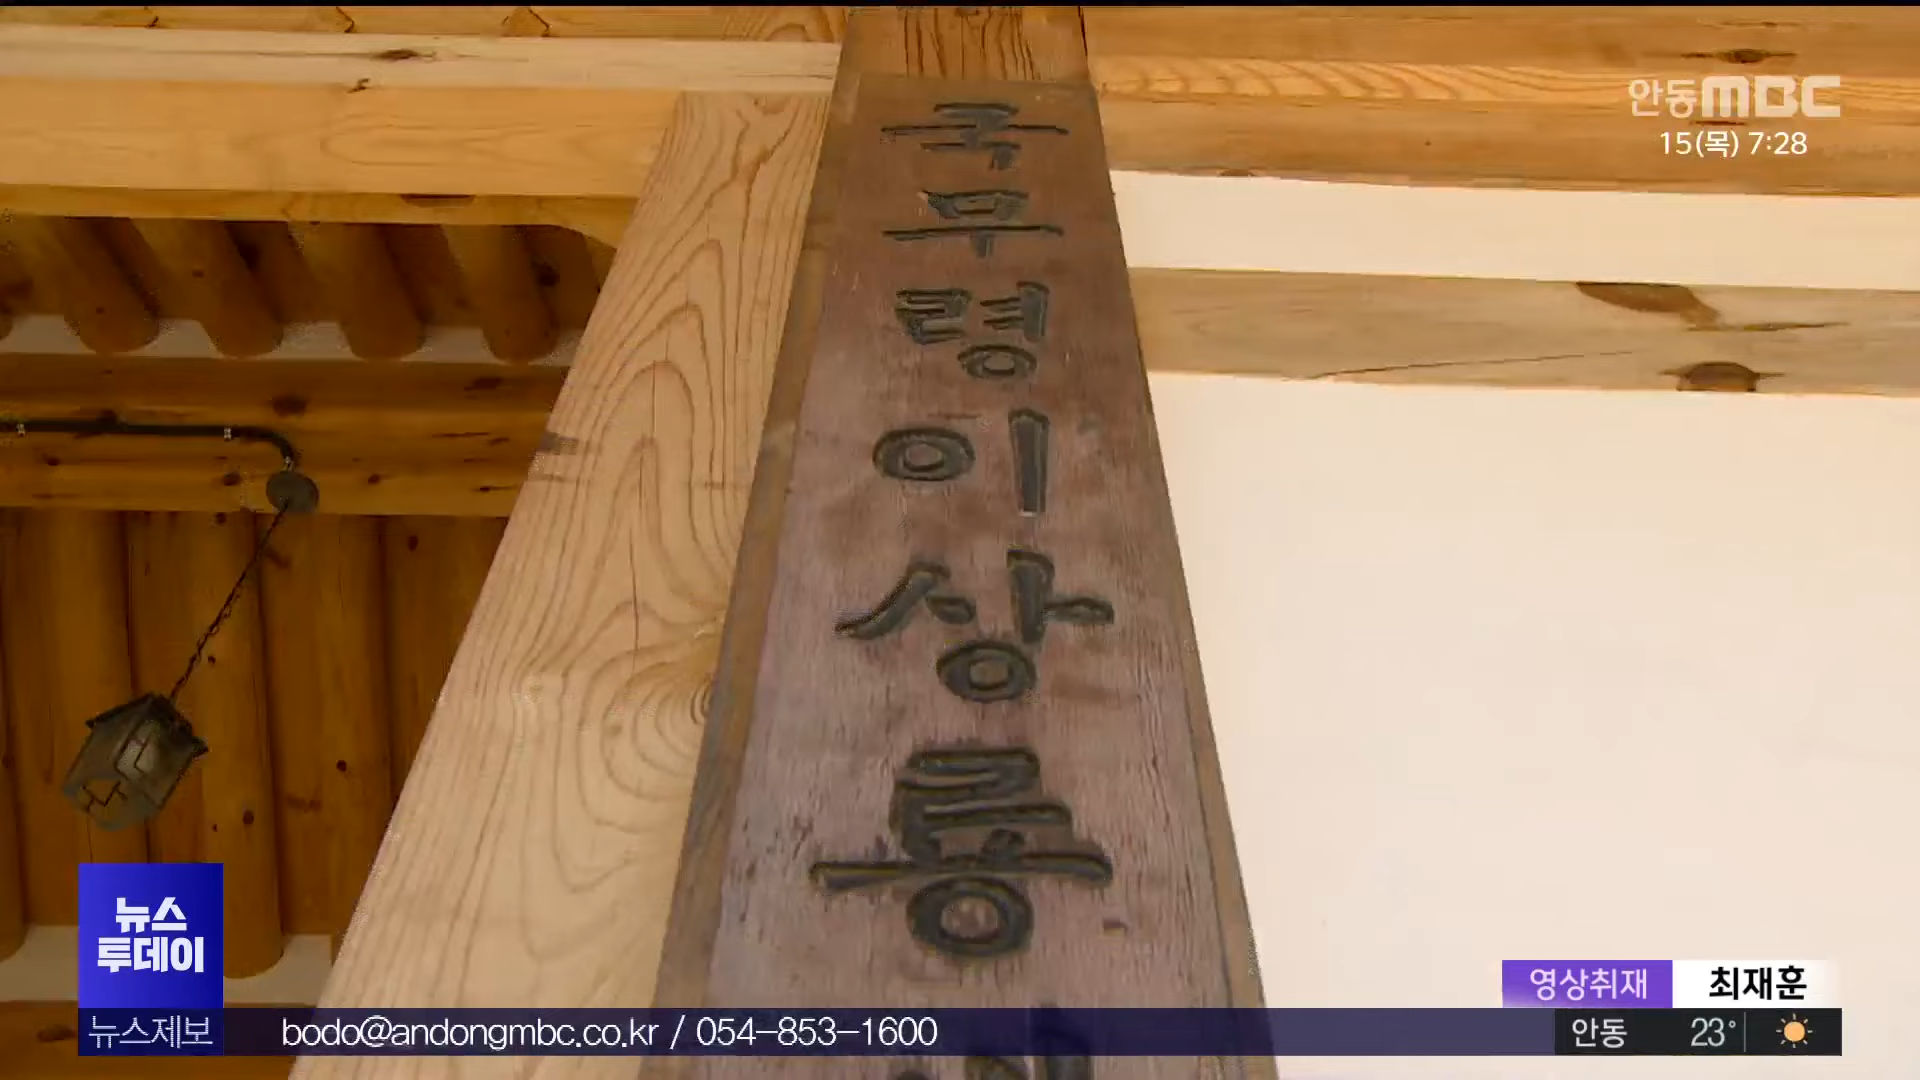 국무령이상룡
안동MBC
15(목) 7:28
뉴스
투데이
영상취재 최재훈
뉴스제보 bodo@andongmbc.co.kr / 054-853-1600
안동 23°